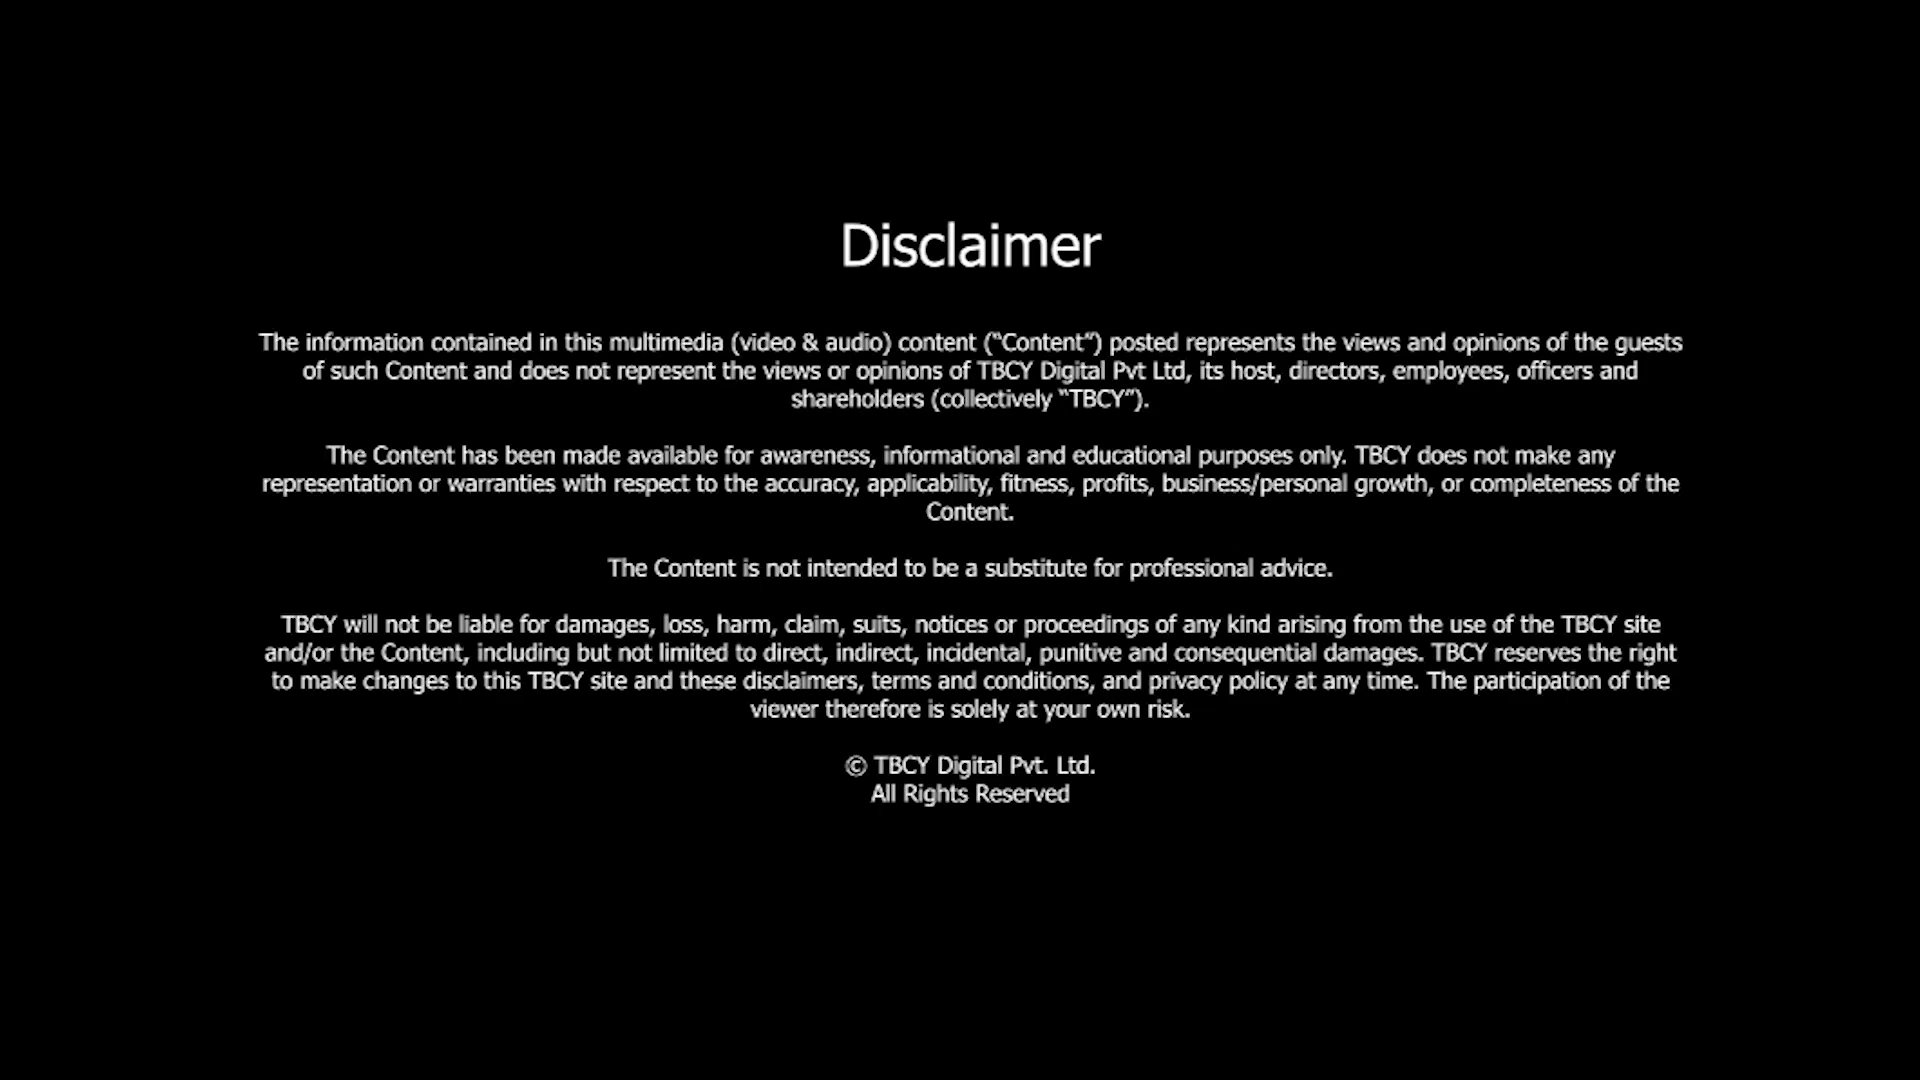 Disclaimer
The information contained in this multimedia (video & audio) content (“Content”) posted represents the views and opinions of the guests
of such Content and does not represent the views or opinions of TBCY Digital Pvt Ltd, its host, directors, employees, officers and
shareholders (collectively “TBCY”).
The Content has been made available for awareness, informational and educational purposes only. TBCY does not make any
representation or warranties with respect to the accuracy, applicability, fitness, profits, business/personal growth, or completeness of the
Content.
The Content is not intended to be a substitute for professional advice.
TBCY will not be liable for damages, loss, harm, claim, suits, notices or proceedings of any kind arising from the use of the TBCY site
and/or the Content, including but not limited to direct, indirect, incidental, punitive and consequential damages. TBCY reserves the right
to make changes to this TBCY site and these disclaimers, terms and conditions, and privacy policy at any time. The participation of the
viewer therefore is solely at your own risk.
© TBCY Digital Pvt. Ltd.
All Rights Reserved